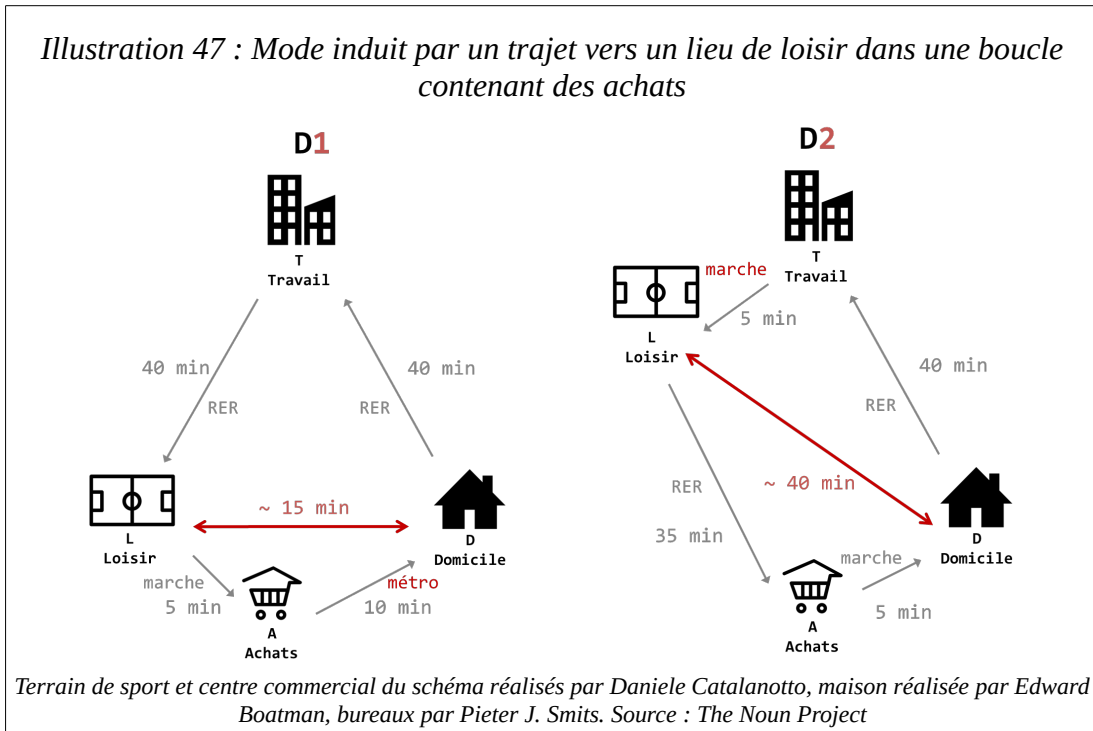 Illustration 47 : Mode induit par un trajet vers un lieu de loisir dans une boucle
contenant des achats
D1
T
Travail
40 min
40 min
RER
RER
~ 15 min
L
Loisir
D
Domicile
marche
5 min
métro
10 min
A
Achats
D2
T
Travail
marche
5 min
L
Loisir
40 min
RER
RER
~ 40 min
35 min
D
Domicile
marche
5 min
A
Achats
Terrain de sport et centre commercial du schéma réalisés par Daniele Catalanotto, maison réalisée par Edward
Boatman, bureaux par Pieter J. Smits. Source : The Noun Project